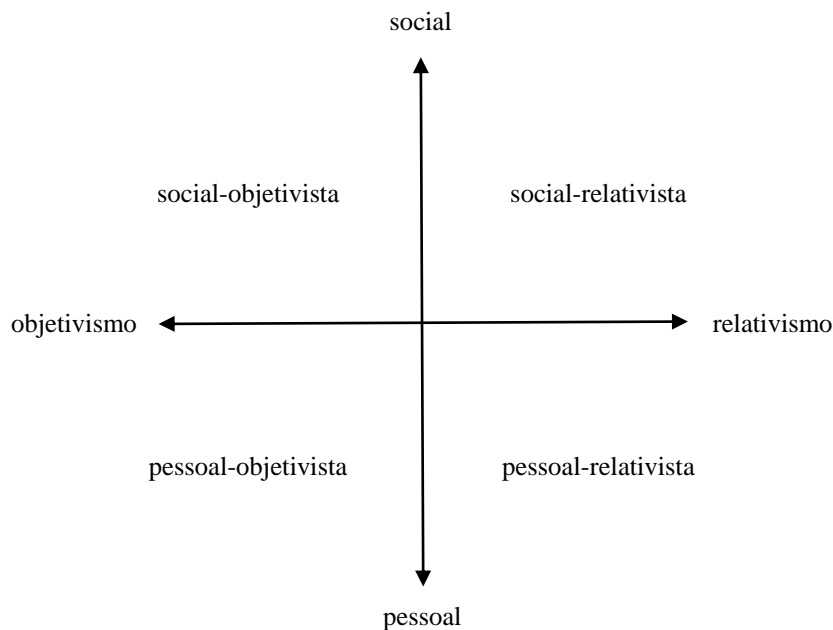 social
social-objetivista social-relativista
objetivismo relativismo
pessoal-objetivista pessoal-relativista
pessoal